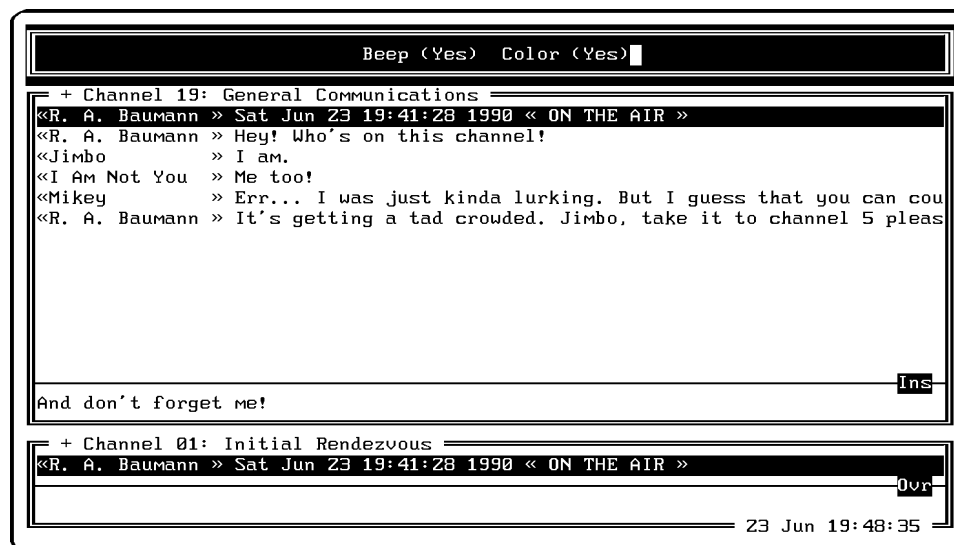 Beep (Yes) Color (Yes)
+ Channel 19: General Communications
«R. A. Baumann » Sat Jun 23 19:41:28 1990 « ON THE AIR »
«R. A. Baumann » Hey! Who's on this channel!
«Jimbo » I am.
«I Am Not You » Me too!
«Mikey » Err... I was just kinda lurking. But I guess that you can cou
«R. A. Baumann » It's getting a tad crowded. Jimbo, take it to channel 5 pleas
Ins
And don't forget me!
+ Channel 01: Initial Rendezvous
«R. A. Baumann » Sat Jun 23 19:41:28 1990 « ON THE AIR »
Ovr
23 Jun 19:48:35